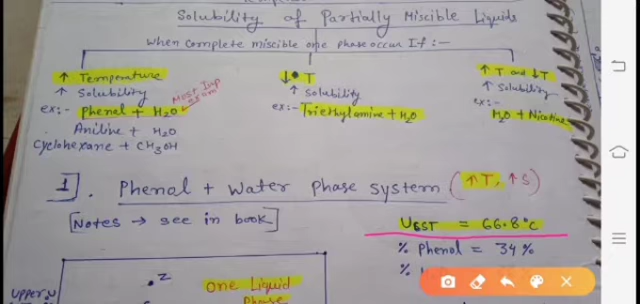 Solubility of Partially Miscible Liquids
When complete miscible one phase occur If :-
↑ Temperature
↑ Solubility
Most Imp
ex:- Phenol + H2O
Aniline + H2O
Cyclohexane + CH3OH
↓ T
↑ Solubility
ex:- Triethylamine + H2O
↑ T and ↓ T
↑ Solubility
ex:-
H2O + Nicotine
1]. Phenol + Water phase system (↑T, ↑S)
[Notes → see in book]
UCST = 66.8°C
% Phenol = 34%
%
•z
One Liquid
Phase
Upper